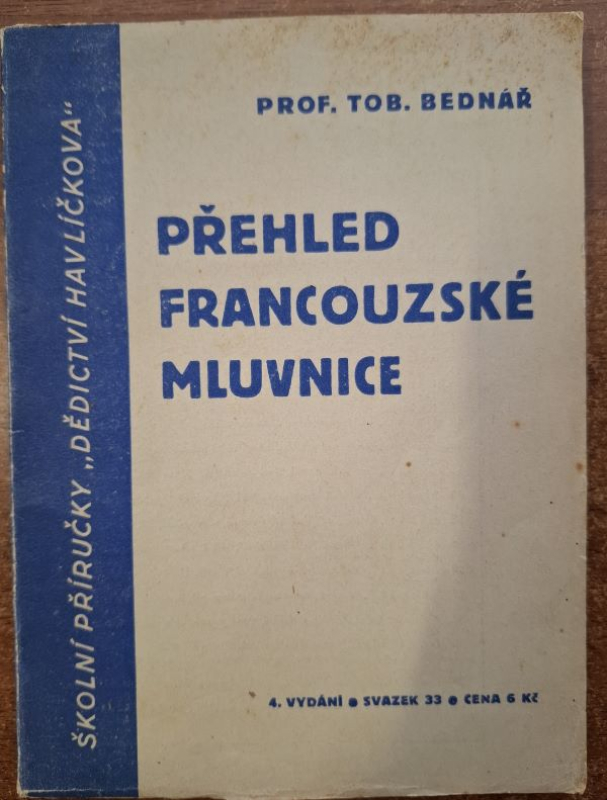 PROF. TOB. BEDNÁŘ
PŘEHLED
FRANCOUZSKÉ
MLUVNICE
4. VYDÁNÍ ● SVAZEK 33 ● CENA 6 Kč
ŠKOLNÍ PŘÍRUČKY „DĚDICTVÍ HAVLÍČKOVA“